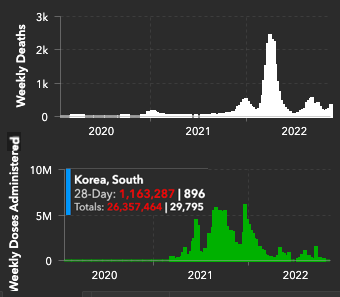 Weekly Deaths
3k
2k
1k
0
2020 2021 2022
Weekly Doses Administered
10M
5M
0
Korea, South
28-Day: 1,163,287 | 896
Totals: 26,357,464 | 29,795
2020 2021 2022